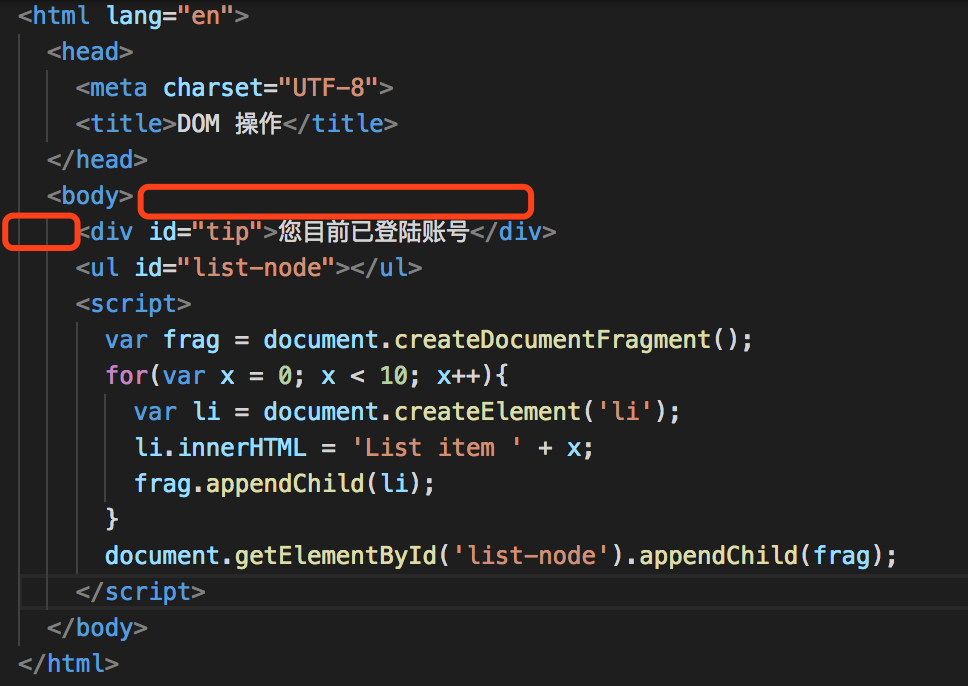 <html lang="en">
<head>
<meta charset="UTF-8">
<title>DOM 操作</title>
</head>
<body>
<div id="tip">您目前已登陆账号</div>
<ul id="list-node"></ul>
<script>
var frag = document.createDocumentFragment();
for(var x = 0; x < 10; x++){
var li = document.createElement('li');
li.innerHTML = 'List item ' + x;
frag.appendChild(li);
}
document.getElementById('list-node').appendChild(frag);
</script>
</body>
</html>